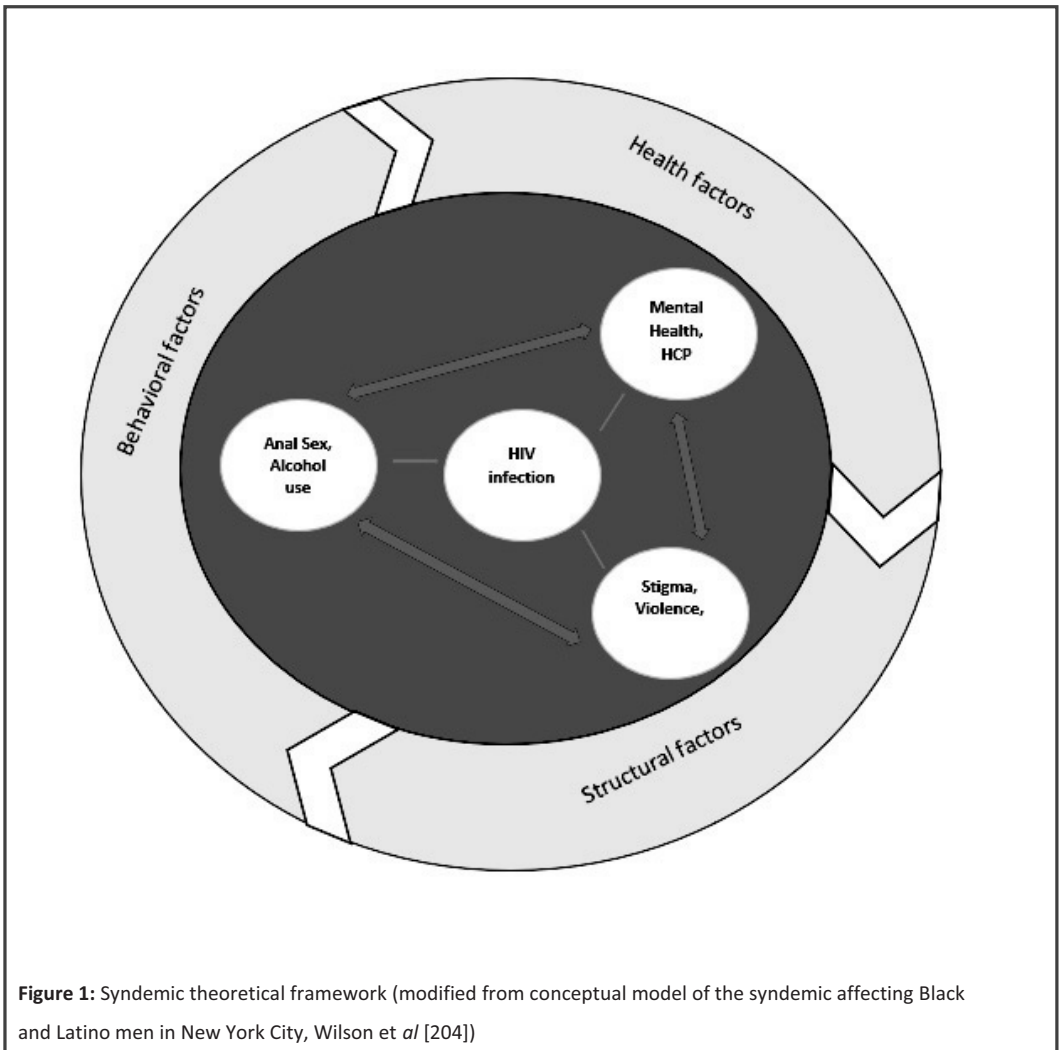 Health factors
Behavioral factors
Mental
Health,
HCP
Anal Sex,
Alcohol
use
HIV
infection
Stigma,
Violence,
Structural factors
Figure 1: Syndemic theoretical framework (modified from conceptual model of the syndemic affecting Black
and Latino men in New York City, Wilson et al [204])